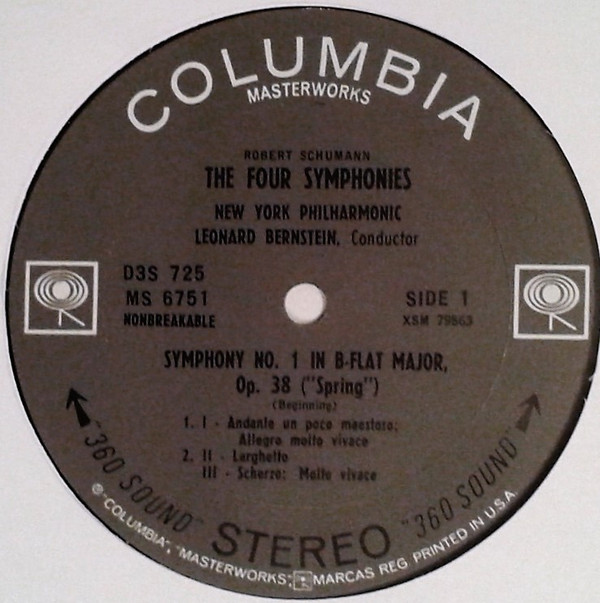 COLUMBIA
MASTERWORKS
ROBERT SCHUMANN
THE FOUR SYMPHONIES
NEW YORK PHILHARMONIC
LEONARD BERNSTEIN, Conductor
D3S 725
MS 6751
NONBREAKABLE
SIDE 1
XSM 79863
SYMPHONY NO. 1 IN B-FLAT MAJOR,
Op. 38 ("Spring")
(Beginning)
1. I - Andante un poco maestoso;
Allegro molto vivace
2. II - Larghetto
III - Scherzo: Molto vivace
"360 SOUND" STEREO "360 SOUND"
® "COLUMBIA", "MASTERWORKS", MARCAS REG. PRINTED IN U.S.A.